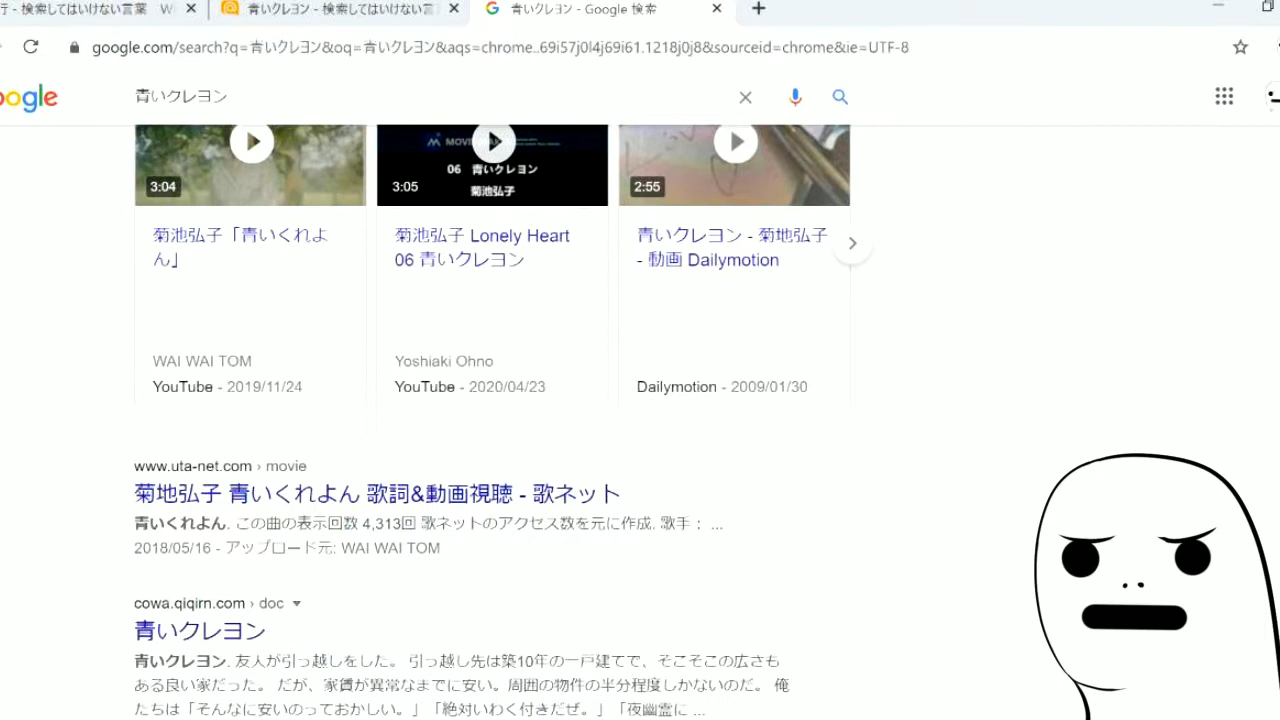 行 - 検索してはいけない言葉 Wi
青いクレヨン - 検索してはいけない言
青いクレヨン - Google 検索
google.com/search?q=青いクレヨン&oq=青いクレヨン&aqs=chrome..69i57j0l4j69i61.1218j0j8&sourceid=chrome&ie=UTF-8
oogle
青いクレヨン
3:04
MOVIE
06 青いクレヨン
菊池弘子
3:05
2:55
菊池弘子「青いくれよ
ん」
菊池弘子 Lonely Heart
06 青いクレヨン
青いクレヨン - 菊地弘子
- 動画 Dailymotion
WAI WAI TOM
YouTube - 2019/11/24
Yoshiaki Ohno
YouTube - 2020/04/23
Dailymotion - 2009/01/30
www.uta-net.com › movie
菊地弘子 青いくれよん 歌詞&動画視聴 - 歌ネット
青いくれよん. この曲の表示回数 4,313回 歌ネットのアクセス数を元に作成. 歌手： ...
2018/05/16 - アップロード元: WAI WAI TOM
cowa.qiqirn.com › doc
青いクレヨン
青いクレヨン. 友人が引っ越しをした。 引っ越し先は築10年の一戸建てで、そこそこの広さも
ある良い家だった。 だが、家賃が異常なまでに安い。周囲の物件の半分程度しかないのだ。 俺
たちは「そんなに安いのっておかしい。」「絶対いわく付きだぜ。」「夜幽霊に ...